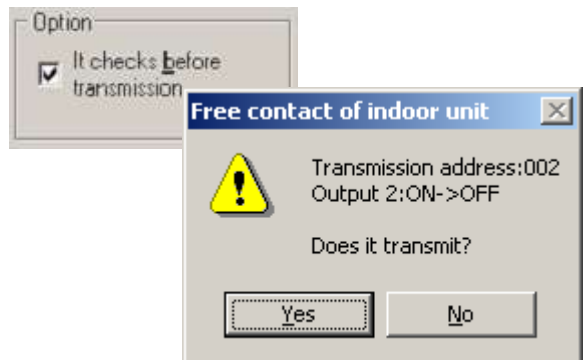 Option
It checks before
transmission
Free contact of indoor unit
Transmission address:002
Output 2:ON->OFF
Does it transmit?
Yes
No